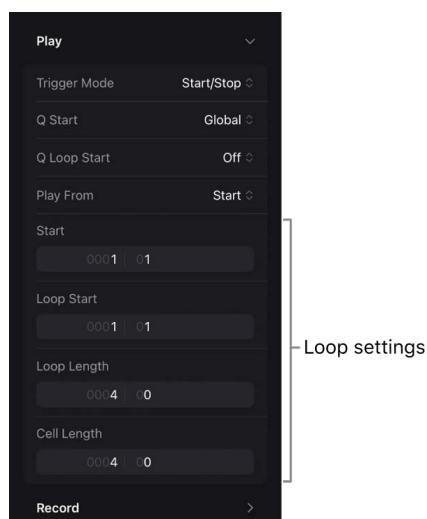 Play
Trigger Mode Start/Stop
Q Start Global
Q Loop Start Off
Play From Start
Start
0001 01
Loop Start
0001 01
Loop Length
0004 00
Cell Length
0004 00
Record
Loop settings